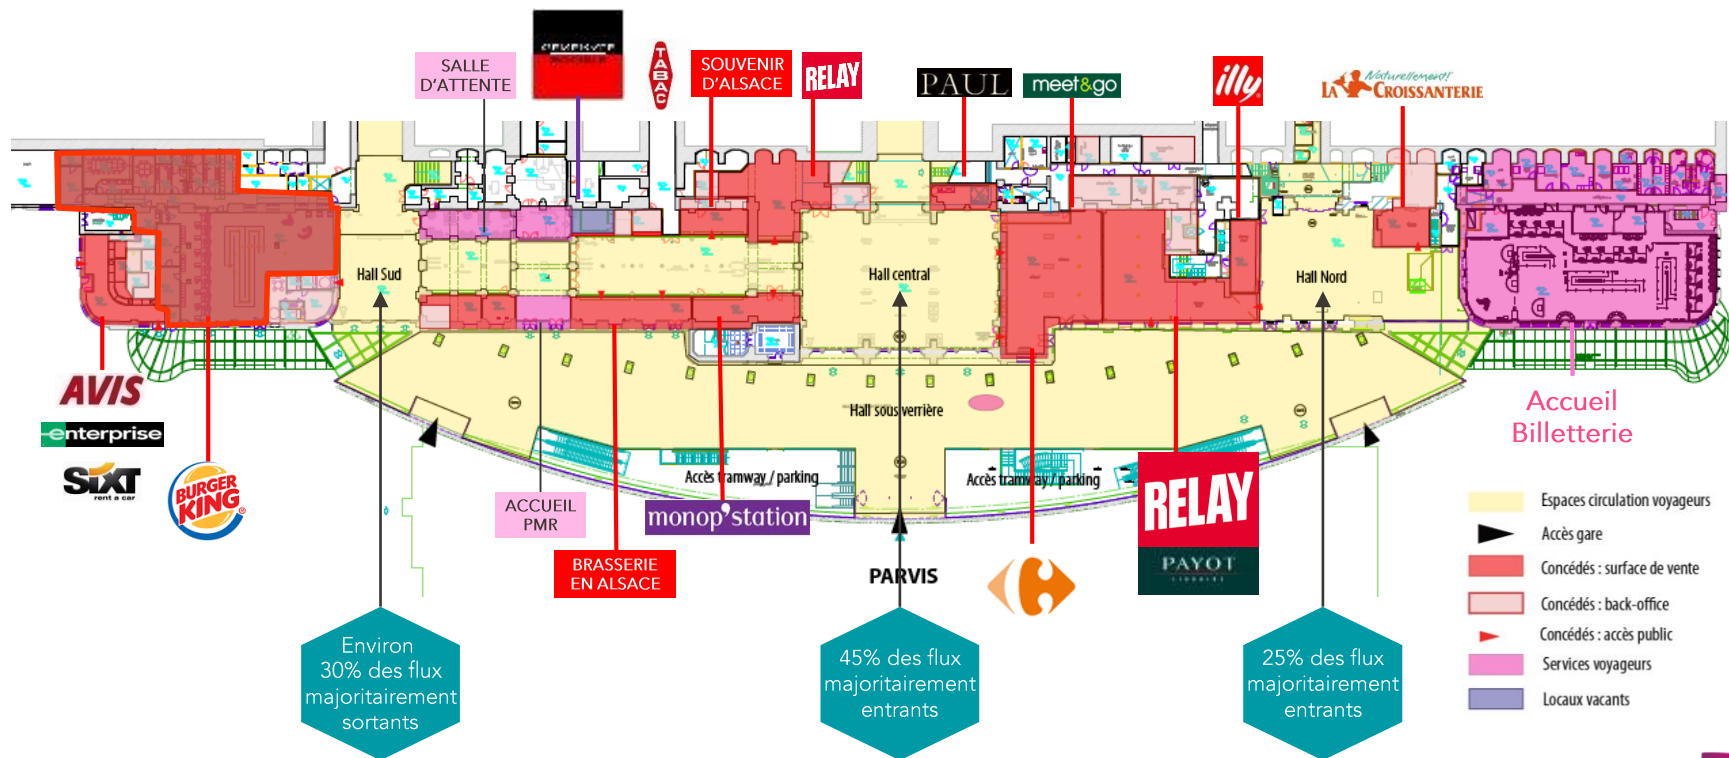 SALLE
D'ATTENTE
TABAC
SOUVENIR
D'ALSACE
RELAY
PAUL
meet&go
illy
Naturellement!
LA CROISSANTERIE
Hall Sud
Hall central
Hall Nord
Hall sous verrière
AVIS
enterprise
SiXT
rent a car
BURGER
KING
Accès tramway / parking
Accès tramway / parking
ACCUEIL
PMR
monop'station
BRASSERIE
EN ALSACE
PARVIS
RELAY
PAYOT
LIBRAIRE
Accueil
Billetterie
Espaces circulation voyageurs
Accès gare
Concédés : surface de vente
Concédés : back-office
Concédés : accès public
Services voyageurs
Locaux vacants
Environ
30% des flux
majoritairement
sortants
45% des flux
majoritairement
entrants
25% des flux
majoritairement
entrants